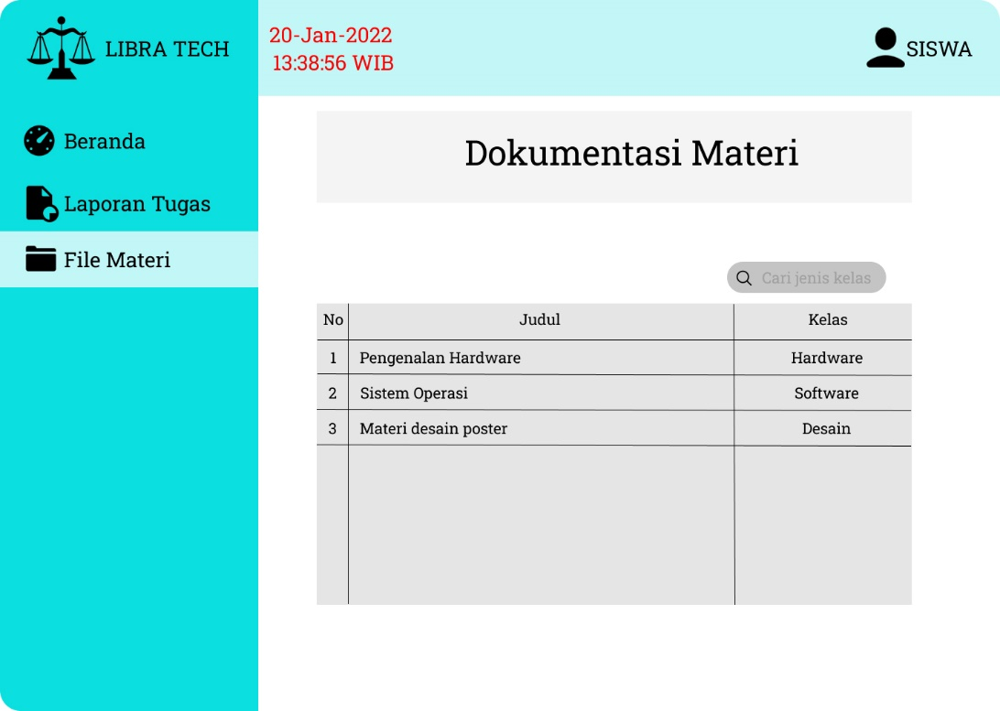 LIBRA TECH
20-Jan-2022
13:38:56 WIB
SISWA
Beranda
Laporan Tugas
File Materi
Dokumentasi Materi
Cari jenis kelas
No Judul Kelas
1 Pengenalan Hardware Hardware
2 Sistem Operasi Software
3 Materi desain poster Desain